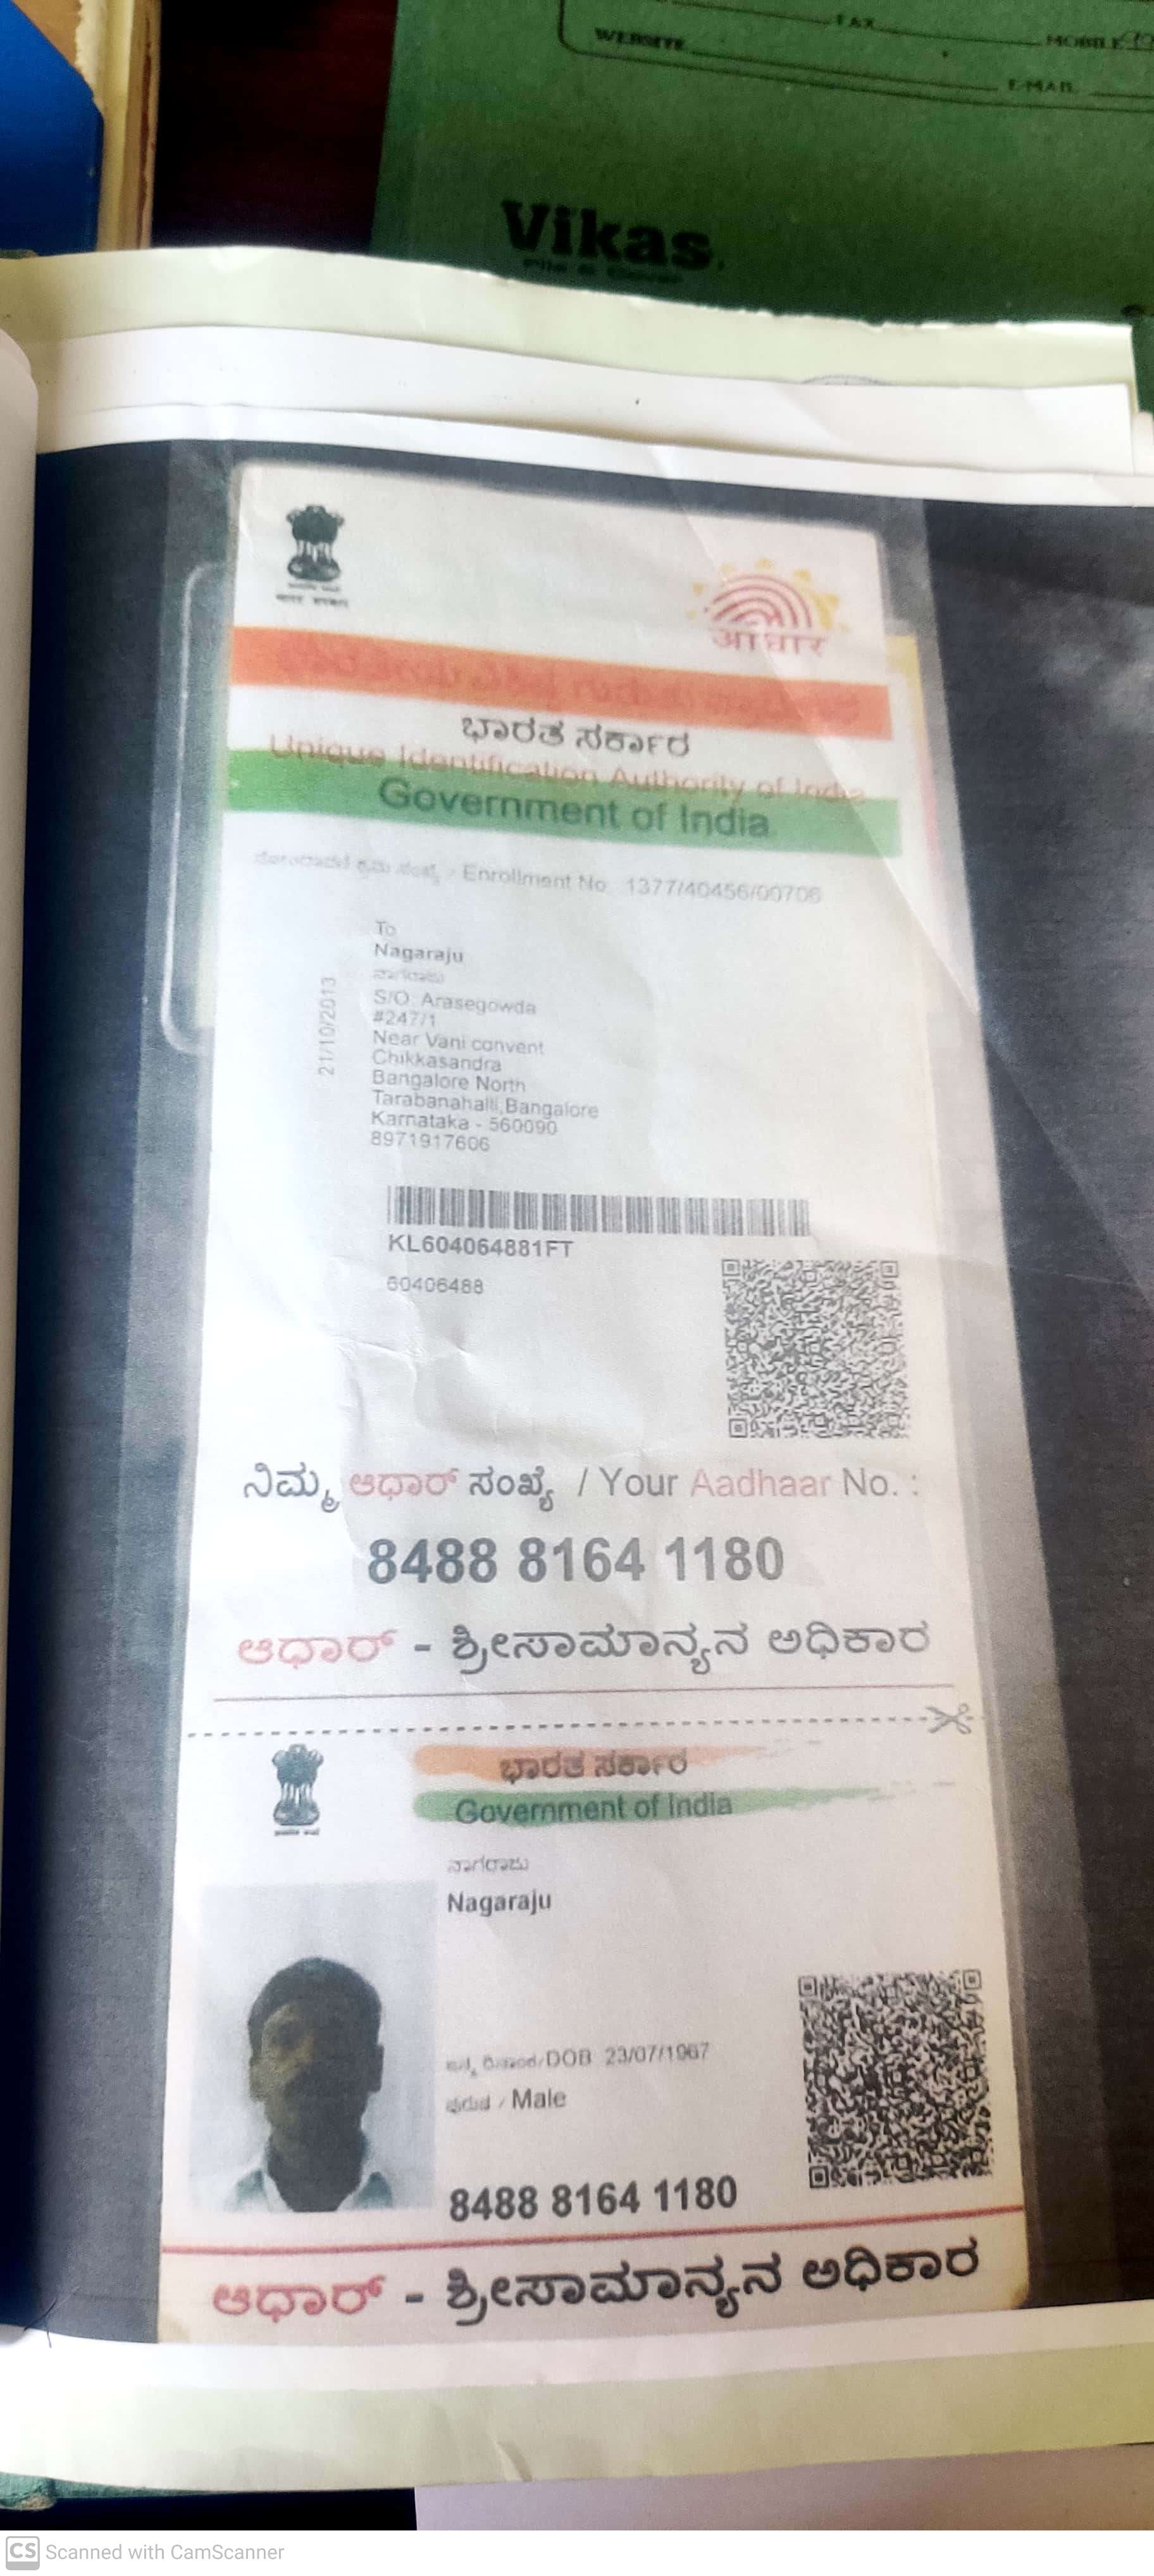 FAX
WEBSITE MOBILE
E-MAIL
Vikas
आधार
ಭಾರತ ಸರ್ಕಾರ
Unique Identification Authority of India
Government of India
Enrollment No 1377/40456/00706
To
Nagaraju
ನಾಗರಾಜು
S/O: Arasegowda
#247/1
Near Vani convent
Chikkasandra
Bangalore North
Tarabanahalli,Bangalore
Karnataka - 560090
8971917606
21/10/2013
KL604064881FT
60406488
ನಿಮ್ಮ ಆಧಾರ್ ಸಂಖ್ಯೆ / Your Aadhaar No. :
8488 8164 1180
ಆಧಾರ್ - ಶ್ರೀಸಾಮಾನ್ಯನ ಅಧಿಕಾರ
ಭಾರತ ಸರ್ಕಾರ
Government of India
ನಾಗರಾಜು
Nagaraju
DOB 23/07/1967
/ Male
8488 8164 1180
ಆಧಾರ್ - ಶ್ರೀಸಾಮಾನ್ಯನ ಅಧಿಕಾರ
CS Scanned with CamScanner